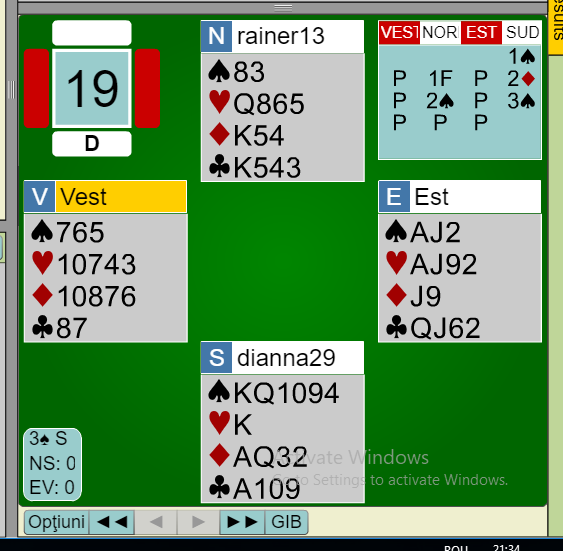 N rainer13
♠83
♥Q865
♦K54
♣K543
19
D
VEST NOR EST SUD
1♠
P 1F P 2♦
P 2♠ P 3♠
P P P
V Vest
♠765
♥10743
♦10876
♣87
E Est
♠AJ2
♥AJ92
♦J9
♣QJ62
S dianna29
♠KQ1094
♥K
♦AQ32
♣A109
3♠ S
NS: 0
EV: 0
Activate Windows
Go to Settings to activate Windows.
Opţiuni ◄◄ ◄ ► ►► GIB
ROU 21:34